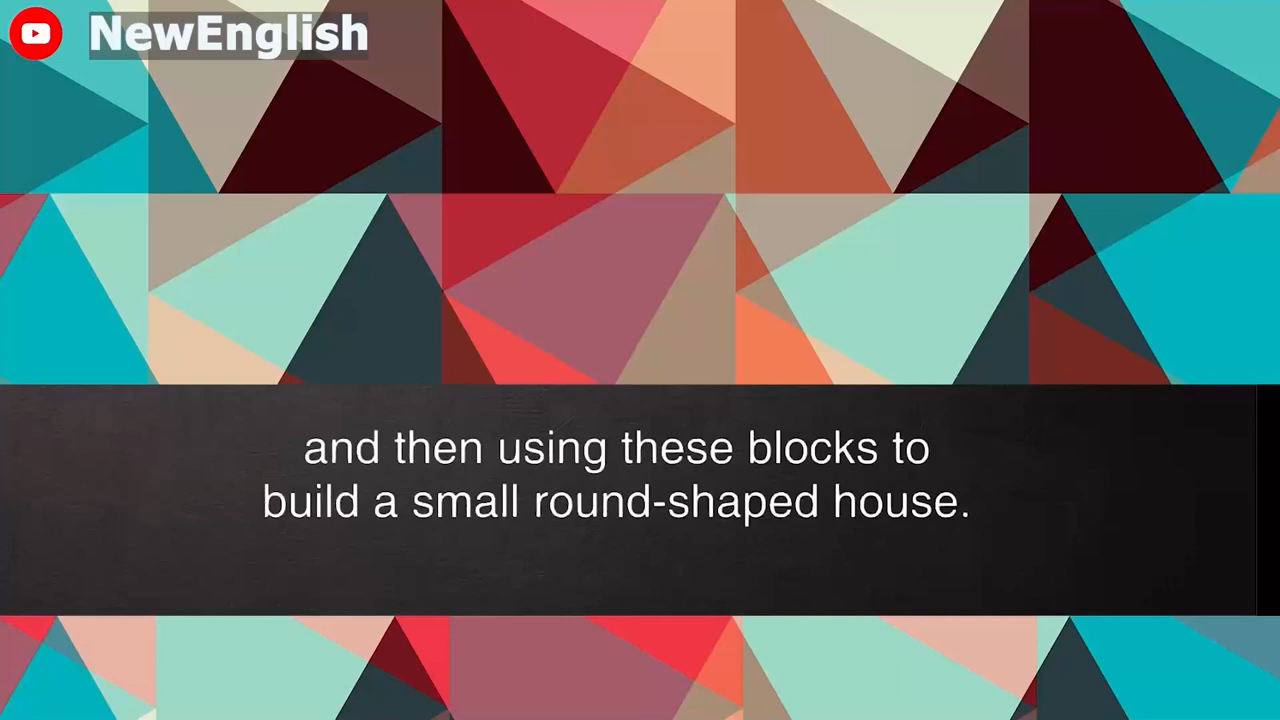 NewEnglish
and then using these blocks to
build a small round-shaped house.